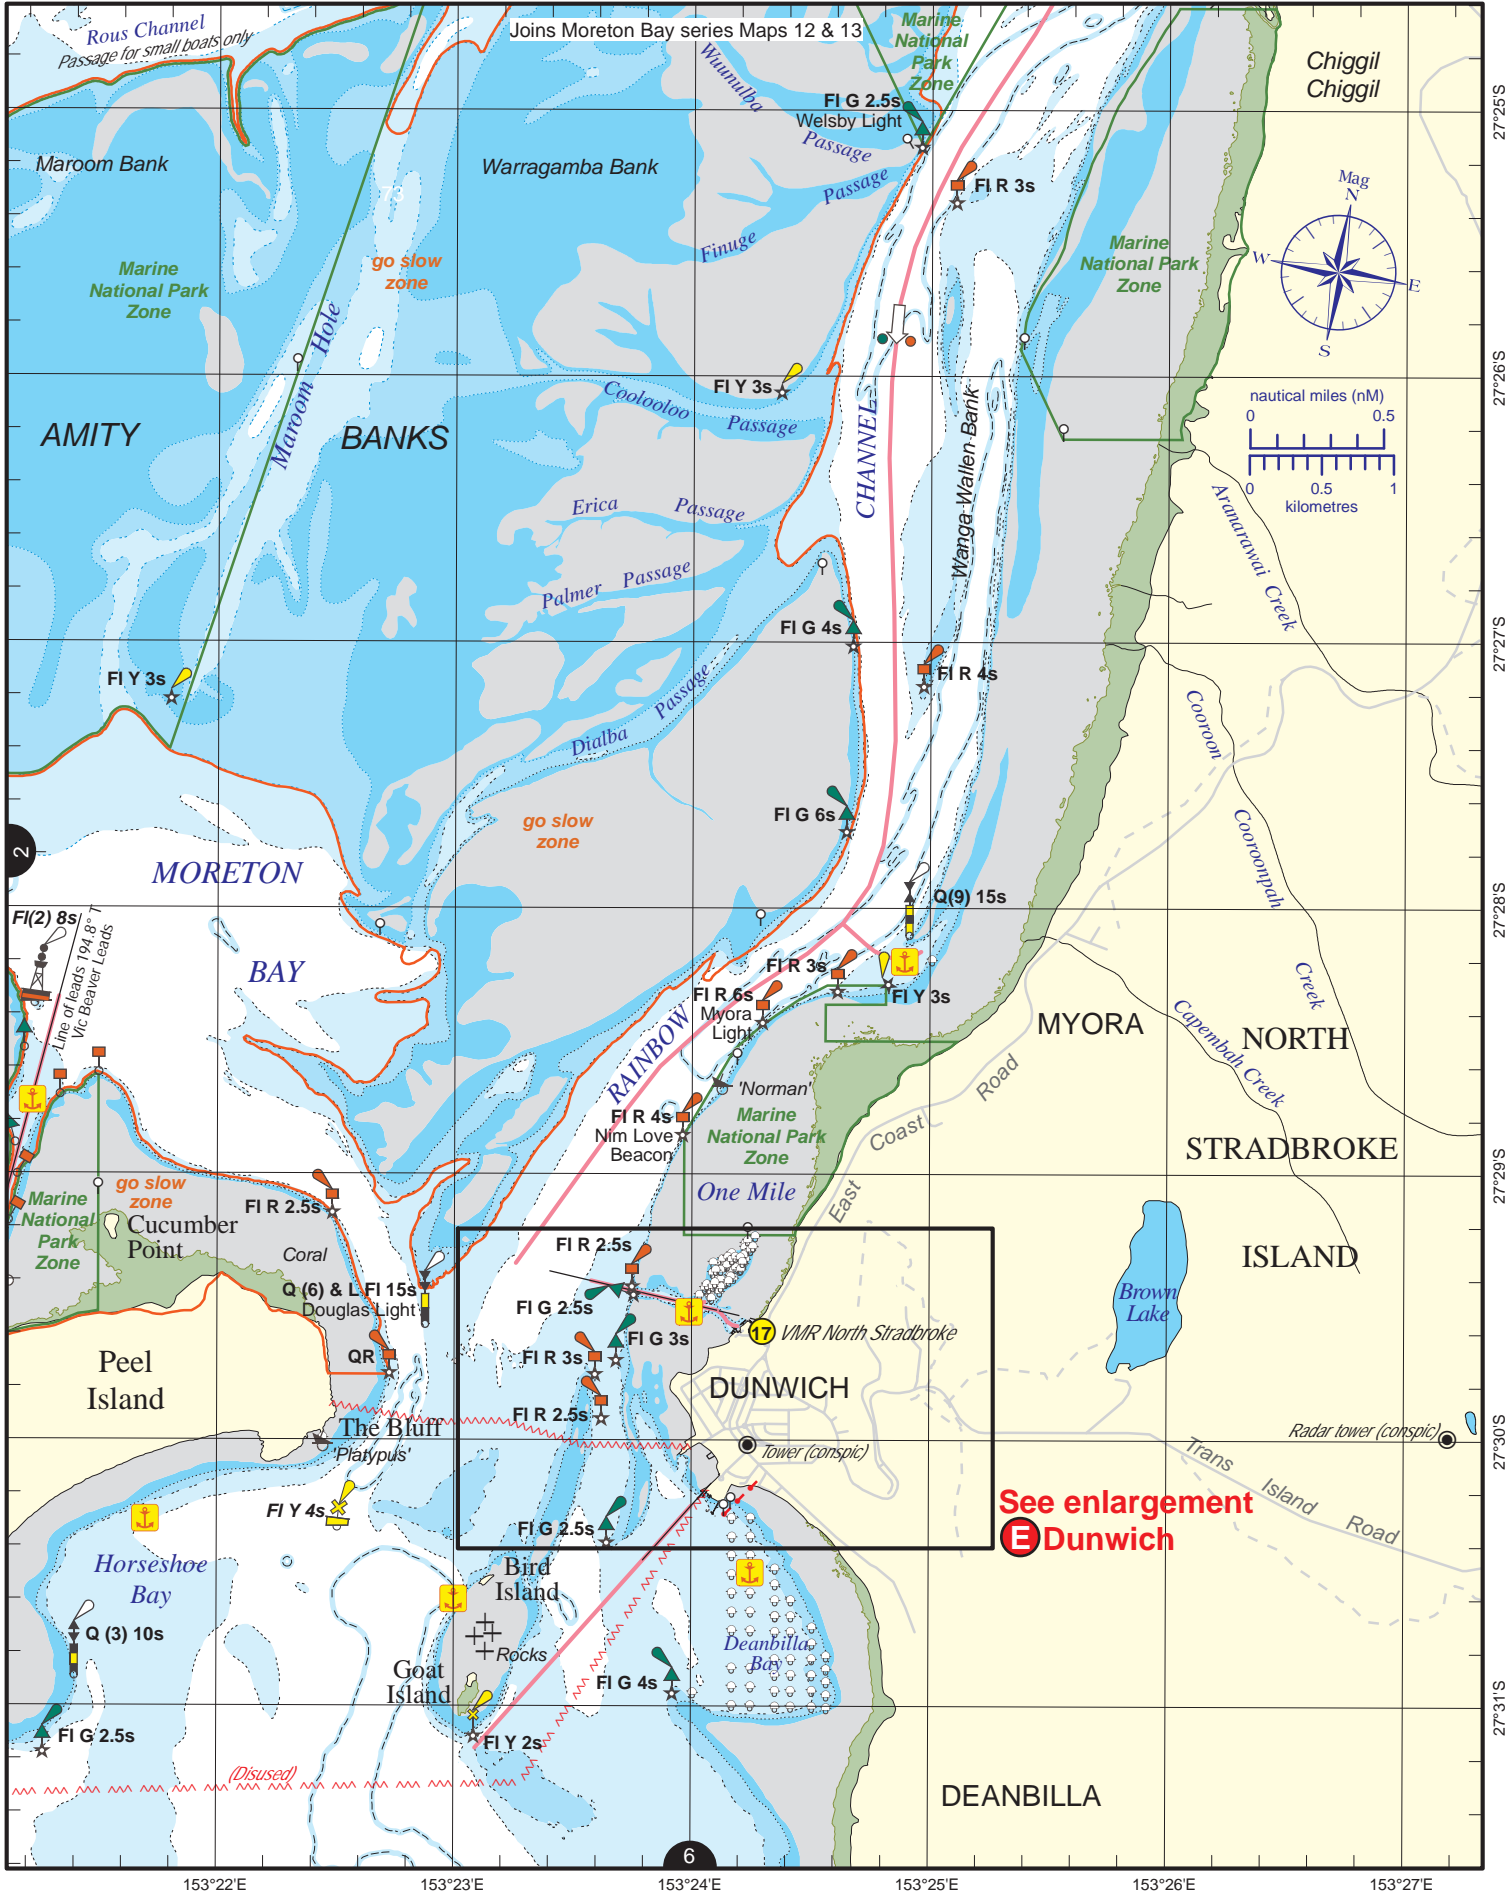 Joins Moreton Bay series Maps 12 & 13
Rous Channel
Passage for small boats only
Wuunulba
Passage
Marine
National
Park
Zone
Chiggil
Chiggil
Fl G 2.5s
Welsby Light
27°25'S
Maroom Bank
Warragamba Bank
Passage
Finuge
Fl R 3s
73
Mag
N
W
E
S
Marine
National Park
Zone
go slow
zone
Marine
National Park
Zone
Maroom Hole
27°26'S
Fl Y 3s
Coolooloo
Passage
nautical miles (nM)
0 0.5
0 0.5 1
kilometres
AMITY
BANKS
CHANNEL
Wanga Wallen Bank
Erica Passage
Aranarawai Creek
Palmer Passage
27°27'S
Fl G 4s
Fl R 4s
Fl Y 3s
Dialba Passage
Cooroon
Fl G 6s
go slow
zone
Cooroonpah
Creek
2
MORETON
BAY
Q(9) 15s
27°28'S
Fl(2) 8s
Line of leads 194.8° T
Vic Beaver Leads
Fl R 3s
Fl Y 3s
Fl R 6s
Myora
Light
MYORA
NORTH
Capembah Creek
RAINBOW
'Norman'
Fl R 4s
Nim Love
Beacon
Marine
National Park
Zone
East
Coast
Road
STRADBROKE
27°29'S
go slow
zone
Marine
National
Park
Zone
Cucumber
Point
Fl R 2.5s
One Mile
Coral
Fl R 2.5s
ISLAND
Q (6) & L Fl 15s
Douglas Light
Fl G 2.5s
Brown
Lake
Fl G 3s
17
VMR North Stradbroke
QR
Fl R 3s
Peel
Island
DUNWICH
Fl R 2.5s
The Bluff
'Platypus'
Tower (conspic)
Radar tower (conspic)
27°30'S
Trans
Island
Road
Fl Y 4s
See enlargement
E Dunwich
Fl G 2.5s
Horseshoe
Bay
Bird
Island
Q (3) 10s
Rocks
Deanbilla
Bay
Goat
Island
Fl G 4s
27°31'S
Fl G 2.5s
Fl Y 2s
(Disused)
DEANBILLA
6
153°22'E
153°23'E
153°24'E
153°25'E
153°26'E
153°27'E